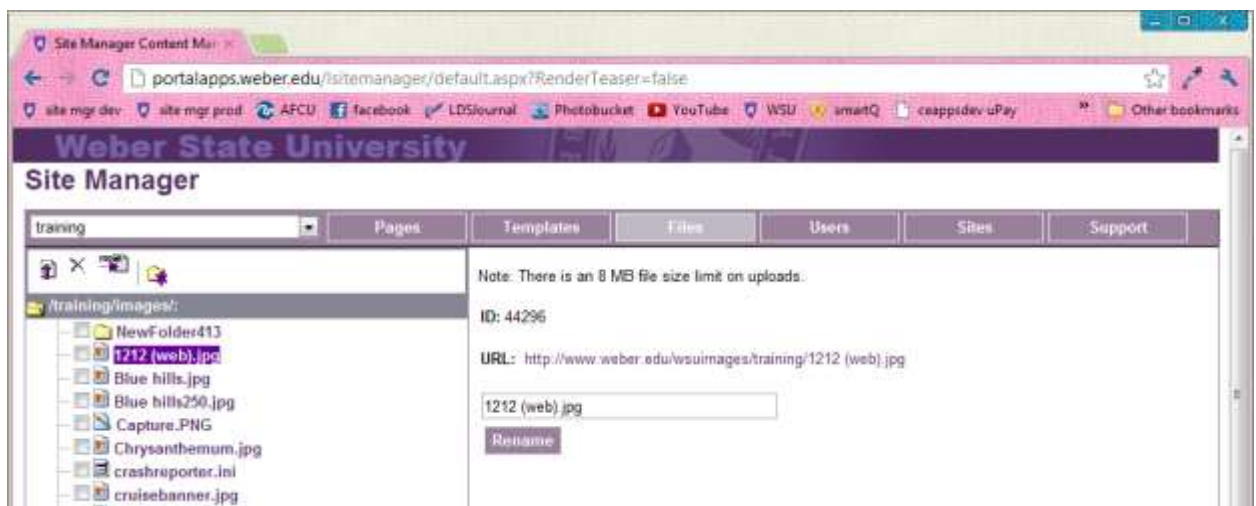 Site Manager Content Ma
portalapps.weber.edu/lsitemanager/default.aspx?RenderTeaser=false
site mgr dev site mgr prod AFCU facebook LDSJournal Photobucket YouTube WSU smartQ ceappsdev uPay » Other bookmarks
Weber State University
Site Manager
training Pages Templates Files Users Sites Support
Note: There is an 8 MB file size limit on uploads.
/training/images/:
ID: 44296
NewFolder413
1212 (web).jpg
URL: http://www.weber.edu/wsuimages/training/1212 (web).jpg
Blue hills.jpg
Blue hills250.jpg
1212 (web).jpg
Capture.PNG
Rename
Chrysanthemum.jpg
crashreporter.ini
cruisebanner.jpg